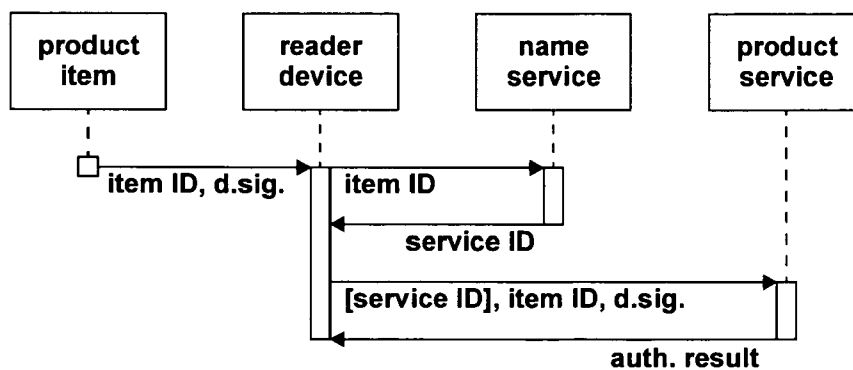 product
item
reader
device
name
service
product
service
item ID, d.sig.
item ID
service ID
[service ID], item ID, d.sig.
auth. result